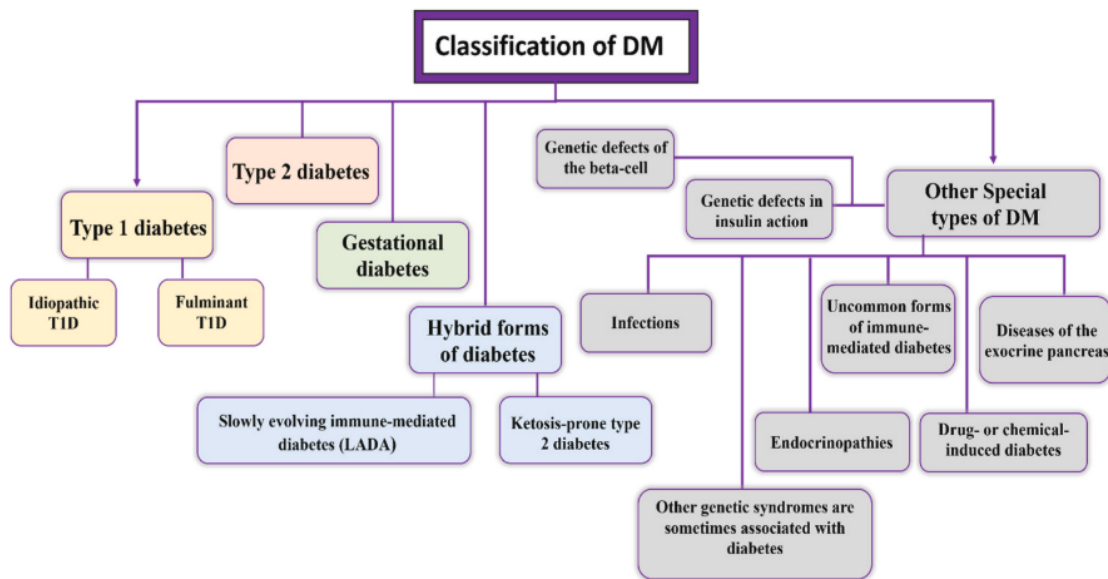 Classification of DM
Type 1 diabetes
Idiopathic
T1D
Fulminant
T1D
Type 2 diabetes
Gestational
diabetes
Hybrid forms
of diabetes
Slowly evolving immune-mediated
diabetes (LADA)
Ketosis-prone type
2 diabetes
Genetic defects of
the beta-cell
Genetic defects in
insulin action
Other Special
types of DM
Infections
Uncommon forms
of immune-
mediated diabetes
Diseases of the
exocrine pancreas
Endocrinopathies
Drug- or chemical-
induced diabetes
Other genetic syndromes are
sometimes associated with
diabetes